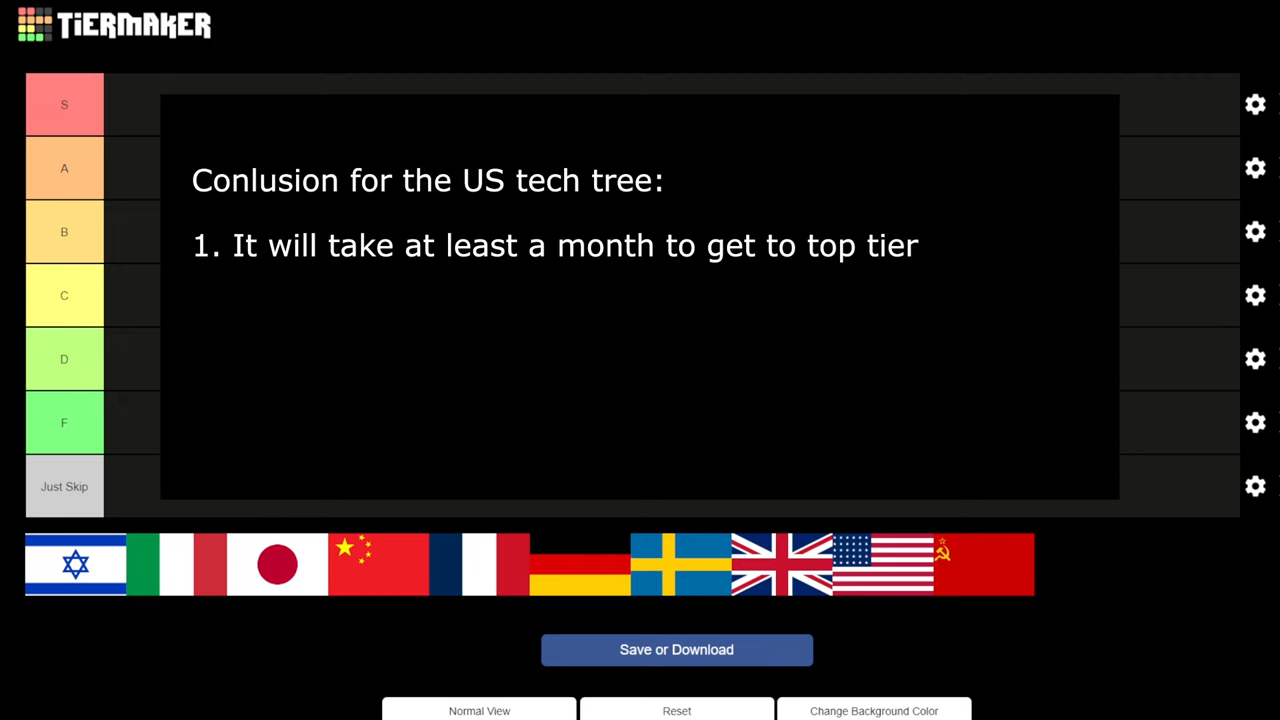 TiERMAKER
S
A
B
C
D
F
Just Skip
Conlusion for the US tech tree:
1. It will take at least a month to get to top tier
Save or Download
Normal View
Reset
Change Background Color